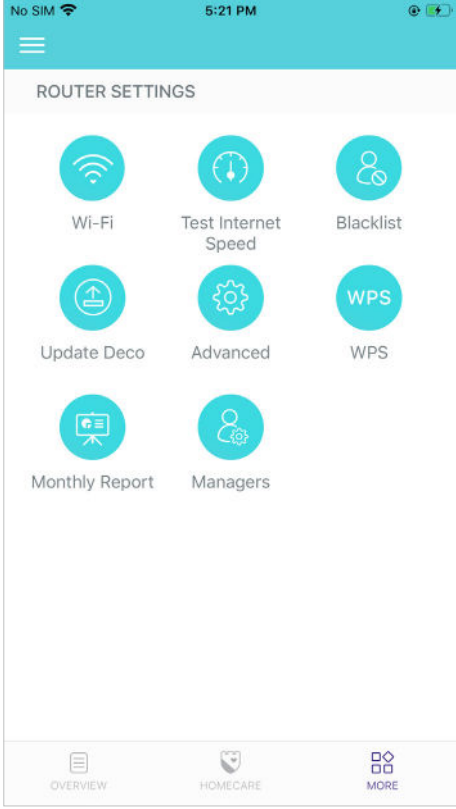 No SIM 5:21 PM
ROUTER SETTINGS
Wi-Fi Test Internet Speed Blacklist
Update Deco Advanced WPS WPS
Monthly Report Managers
OVERVIEW HOMECARE MORE